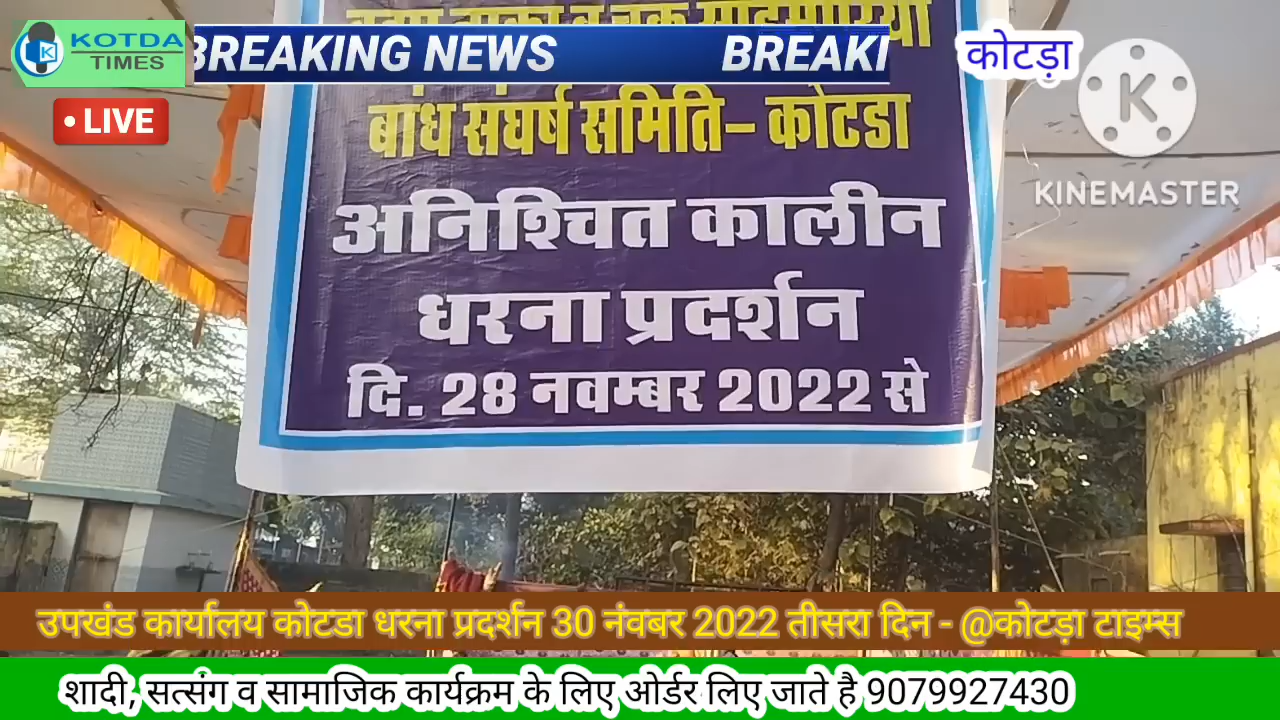 KOTDA
TIMES
BREAKING NEWS
BREAKI
कोटड़ा
• LIVE
K
KINEMASTER
बांध संघर्ष समिति– कोटडा
अनिश्चित कालीन
धरना प्रदर्शन
दि. 28 नवम्बर 2022 से
उपखंड कार्यालय कोटडा धरना प्रदर्शन 30 नंवबर 2022 तीसरा दिन - @कोटड़ा टाइम्स
शादी, सत्संग व सामाजिक कार्यक्रम के लिए ओर्डर लिए जाते है 9079927430